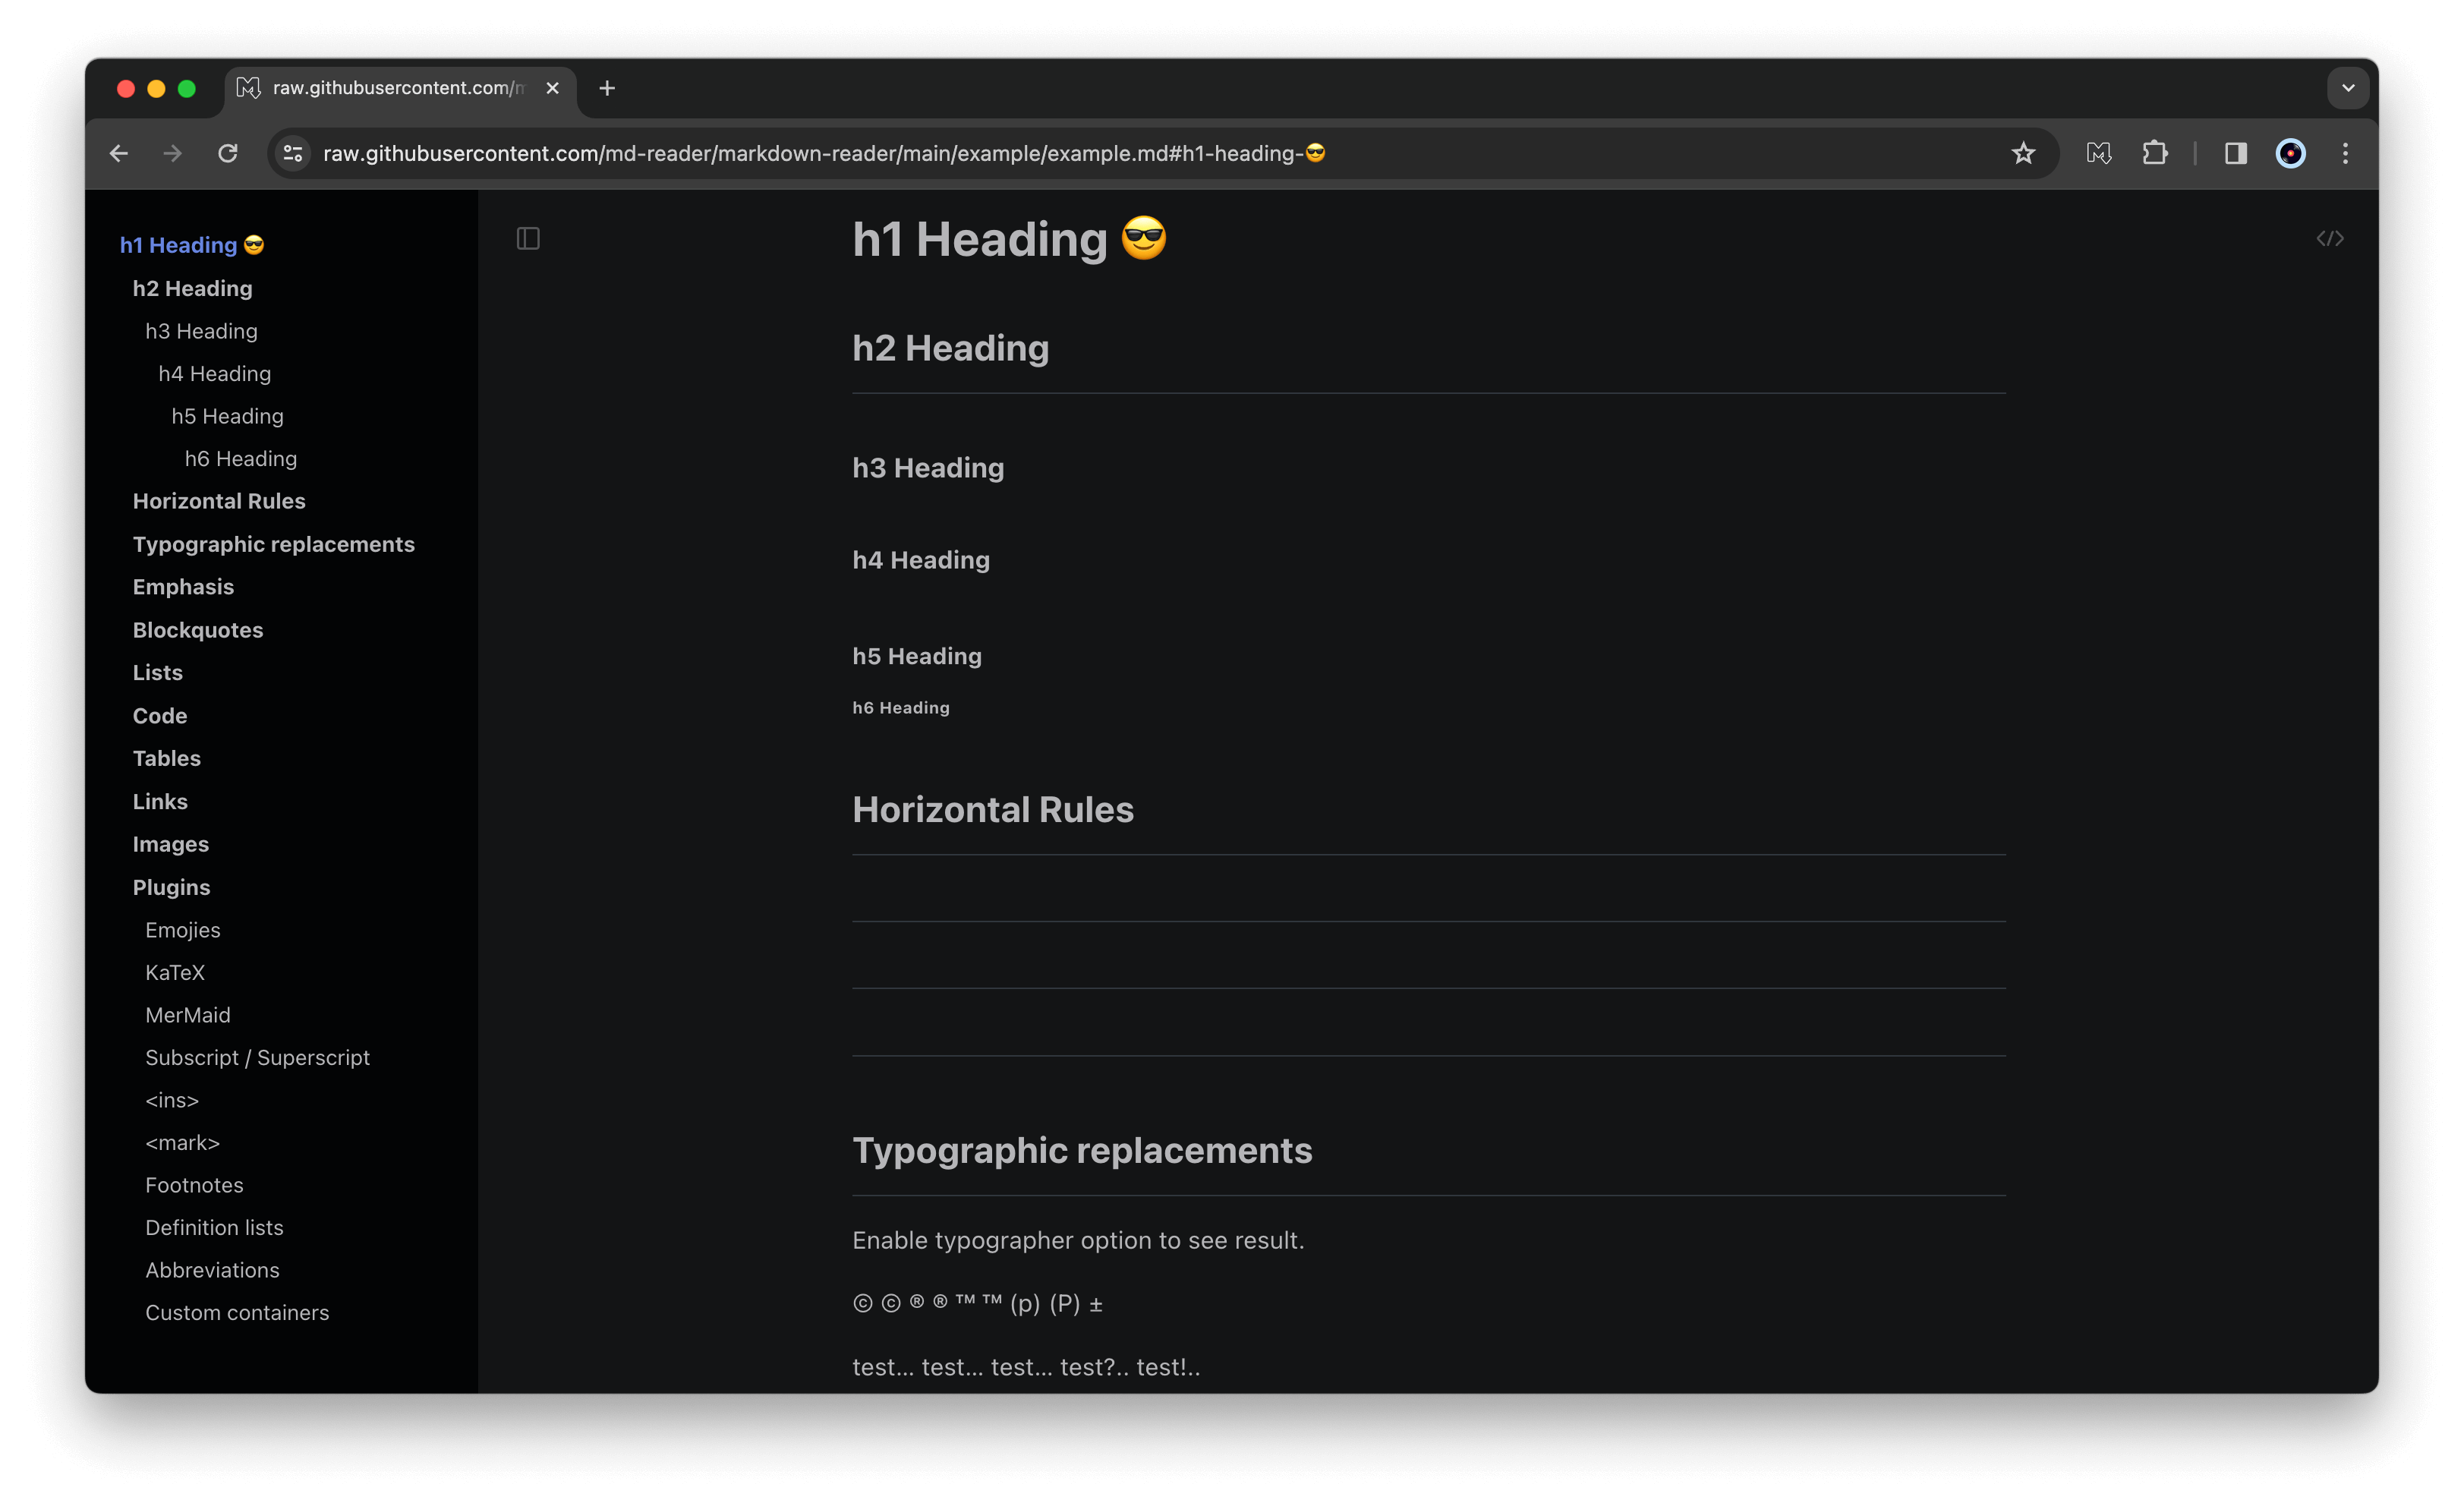 raw.githubusercontent.com/
raw.githubusercontent.com/md-reader/markdown-reader/main/example/example.md#h1-heading-😎
h1 Heading 😎
h2 Heading
h3 Heading
h4 Heading
h5 Heading
h6 Heading
Horizontal Rules
Typographic replacements
Emphasis
Blockquotes
Lists
Code
Tables
Links
Images
Plugins
Emojies
KaTeX
MerMaid
Subscript / Superscript
<ins>
<mark>
Footnotes
Definition lists
Abbreviations
Custom containers
h1 Heading 😎
h2 Heading
h3 Heading
h4 Heading
h5 Heading
h6 Heading
Horizontal Rules
Typographic replacements
Enable typographer option to see result.
© © ® ® ™ ™ (p) (P) ±
test… test… test… test?.. test!..